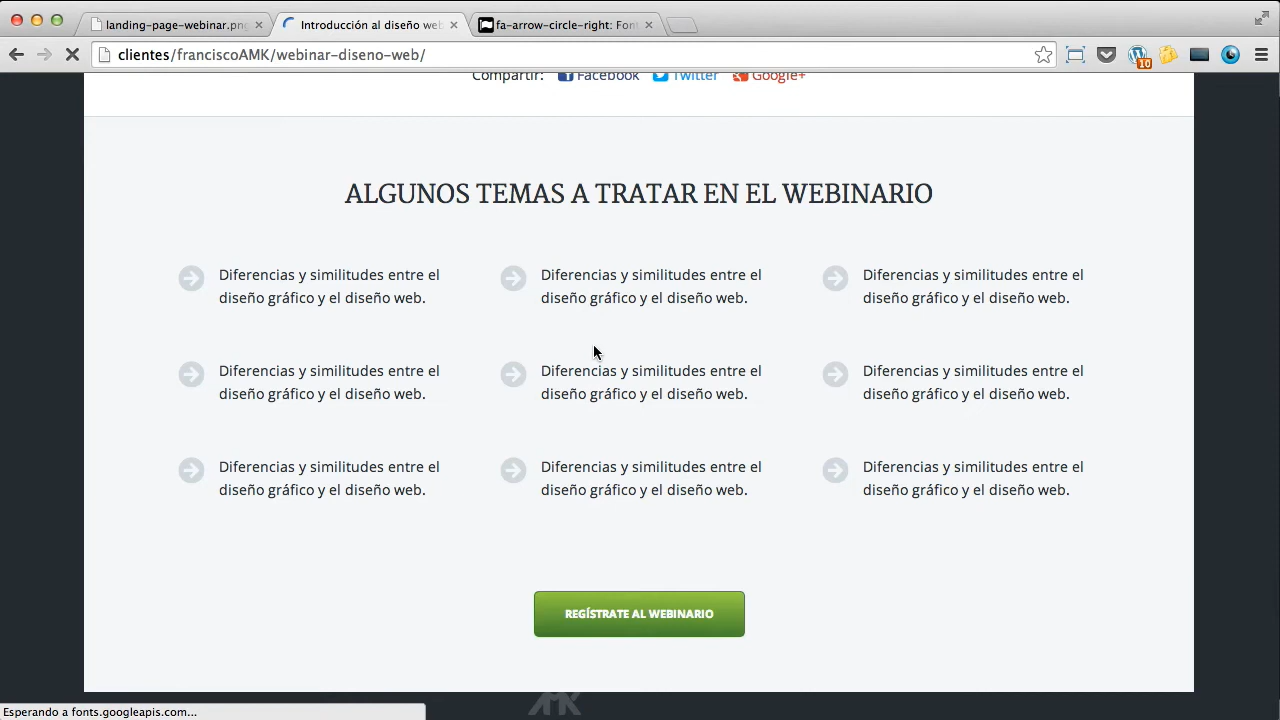 landing-page-webinar.png
Introducción al diseño web
fa-arrow-circle-right: Font
clientes/franciscoAMK/webinar-diseno-web/
10
Compartir: Facebook Twitter Google+
ALGUNOS TEMAS A TRATAR EN EL WEBINARIO
Diferencias y similitudes entre el
diseño gráfico y el diseño web.
Diferencias y similitudes entre el
diseño gráfico y el diseño web.
Diferencias y similitudes entre el
diseño gráfico y el diseño web.
Diferencias y similitudes entre el
diseño gráfico y el diseño web.
Diferencias y similitudes entre el
diseño gráfico y el diseño web.
Diferencias y similitudes entre el
diseño gráfico y el diseño web.
Diferencias y similitudes entre el
diseño gráfico y el diseño web.
Diferencias y similitudes entre el
diseño gráfico y el diseño web.
Diferencias y similitudes entre el
diseño gráfico y el diseño web.
REGÍSTRATE AL WEBINARIO
AMK
Esperando a fonts.googleapis.com...